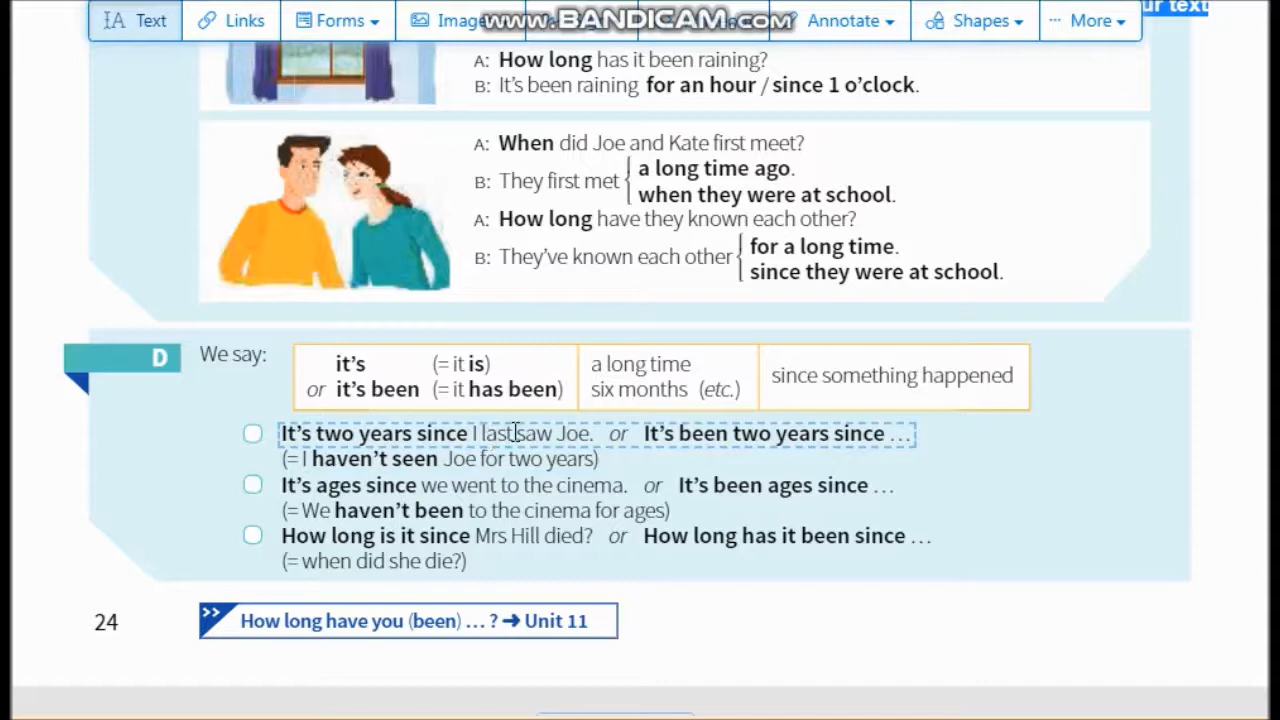 Text Links Forms Images Annotate Shapes More
www.BANDICAM.com
ur text
A: How long has it been raining?
B: It's been raining for an hour / since 1 o'clock.
A: When did Joe and Kate first meet?
B: They first met { a long time ago.
when they were at school.
A: How long have they known each other?
B: They've known each other { for a long time.
since they were at school.
D We say:
it's (= it is) a long time
or it's been (= it has been) six months (etc.) since something happened
It's two years since I last saw Joe. or It's been two years since …
(= I haven't seen Joe for two years)
It's ages since we went to the cinema. or It's been ages since …
(= We haven't been to the cinema for ages)
How long is it since Mrs Hill died? or How long has it been since …
(= when did she die?)
24 >> How long have you (been) … ? ➜ Unit 11